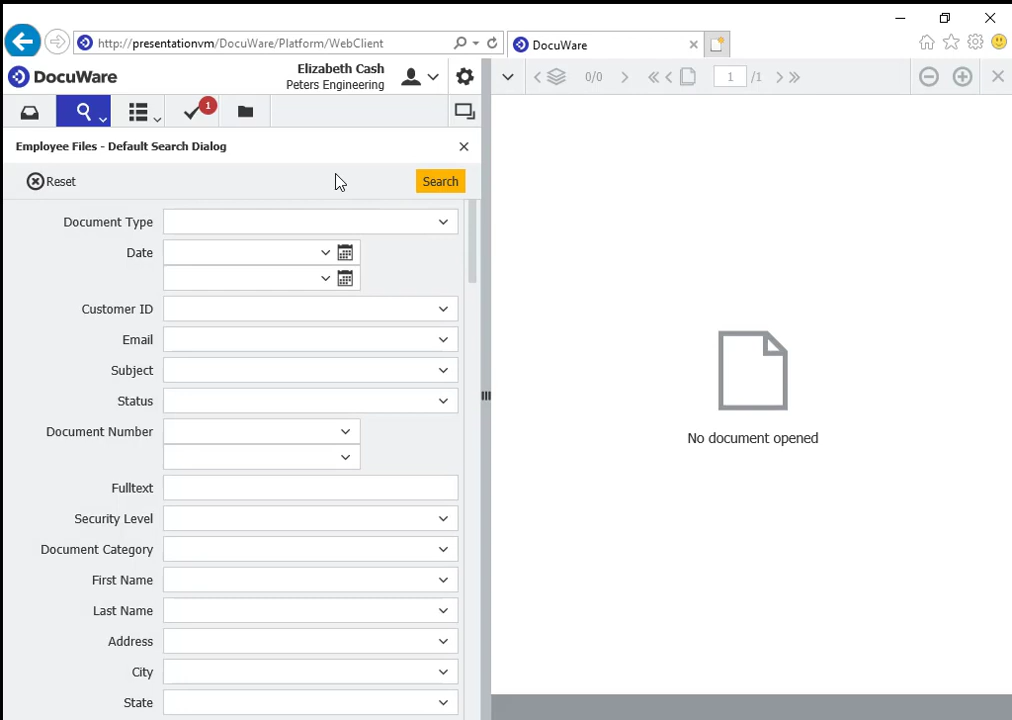 http://presentationvm/DocuWare/Platform/WebClient
DocuWare
DocuWare
Elizabeth Cash
Peters Engineering
0/0
1
/1
1
Employee Files - Default Search Dialog
Reset
Search
Document Type
Date
Customer ID
Email
Subject
Status
Document Number
Fulltext
Security Level
Document Category
First Name
Last Name
Address
City
State
No document opened